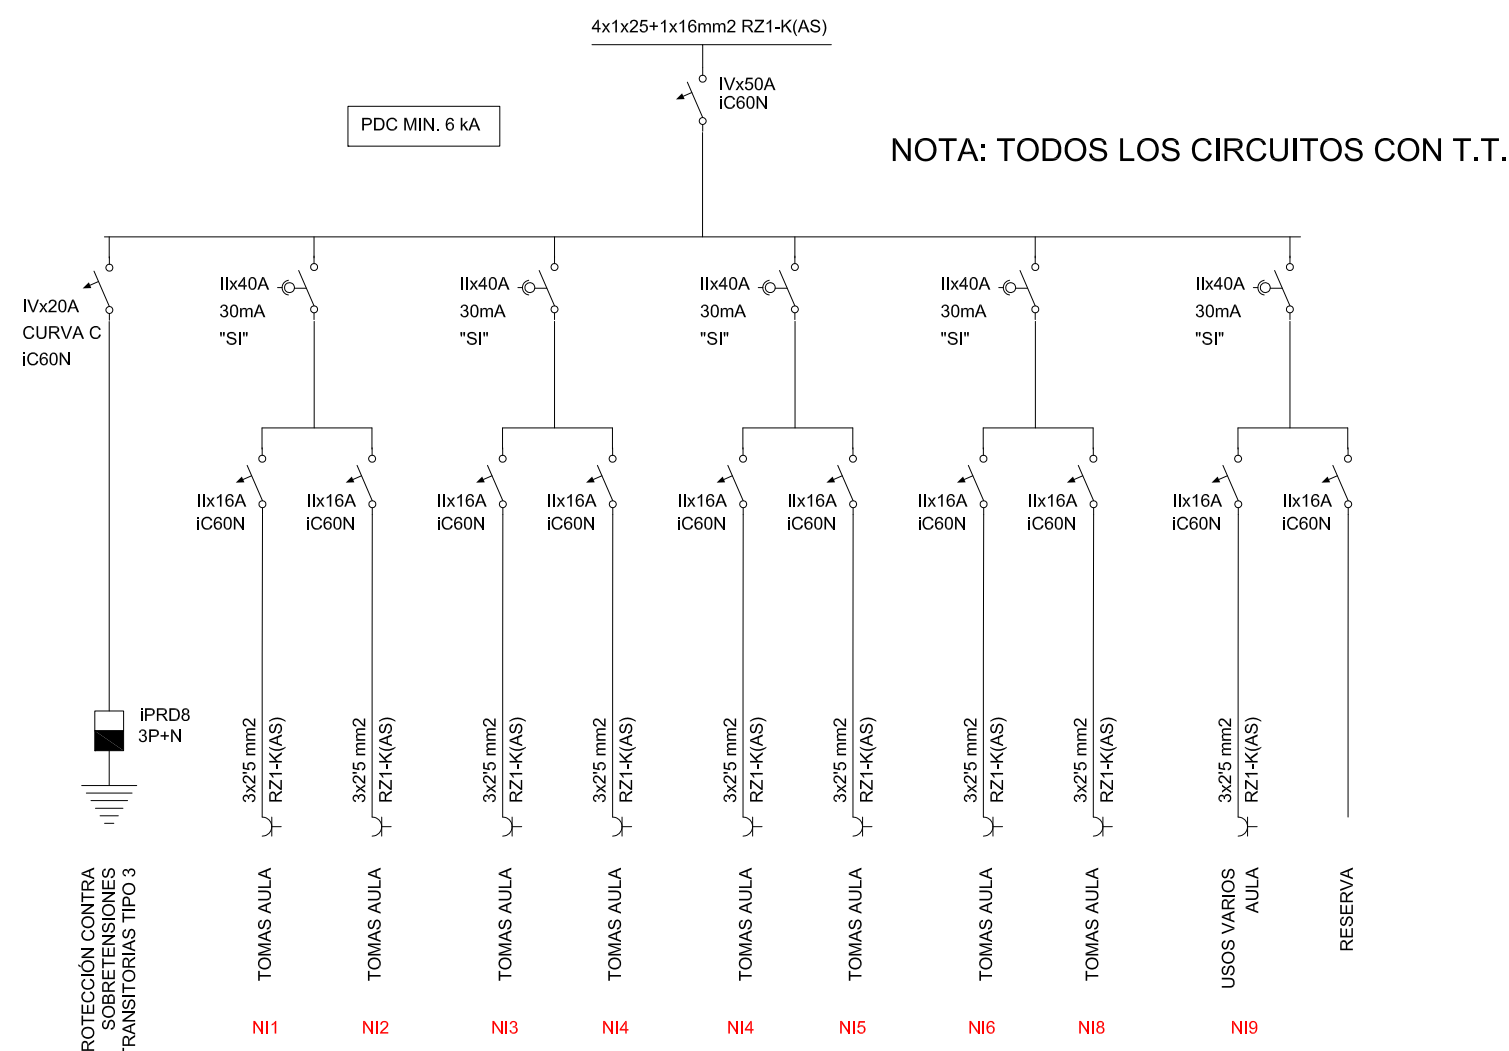 4x1x25+1x16mm2 RZ1-K(AS)
IVx50A
iC60N
PDC MIN. 6 kA
NOTA: TODOS LOS CIRCUITOS CON T.T.
IVx20A
CURVA C
iC60N
IIx40A
30mA
"SI"
IIx40A
30mA
"SI"
IIx40A
30mA
"SI"
IIx40A
30mA
"SI"
IIx40A
30mA
"SI"
IIx16A
iC60N
IIx16A
iC60N
IIx16A
iC60N
IIx16A
iC60N
IIx16A
iC60N
IIx16A
iC60N
IIx16A
iC60N
IIx16A
iC60N
IIx16A
iC60N
IIx16A
iC60N
iPRD8
3P+N
3x2'5 mm2
RZ1-K(AS)
3x2'5 mm2
RZ1-K(AS)
3x2'5 mm2
RZ1-K(AS)
3x2'5 mm2
RZ1-K(AS)
3x2'5 mm2
RZ1-K(AS)
3x2'5 mm2
RZ1-K(AS)
3x2'5 mm2
RZ1-K(AS)
3x2'5 mm2
RZ1-K(AS)
3x2'5 mm2
RZ1-K(AS)
ROTECCIÓN CONTRA
SOBRETENSIONES
TRANSITORIAS TIPO 3
TOMAS AULA
TOMAS AULA
TOMAS AULA
TOMAS AULA
TOMAS AULA
TOMAS AULA
TOMAS AULA
TOMAS AULA
USOS VARIOS
AULA
RESERVA
NI1
NI2
NI3
NI4
NI4
NI5
NI6
NI8
NI9